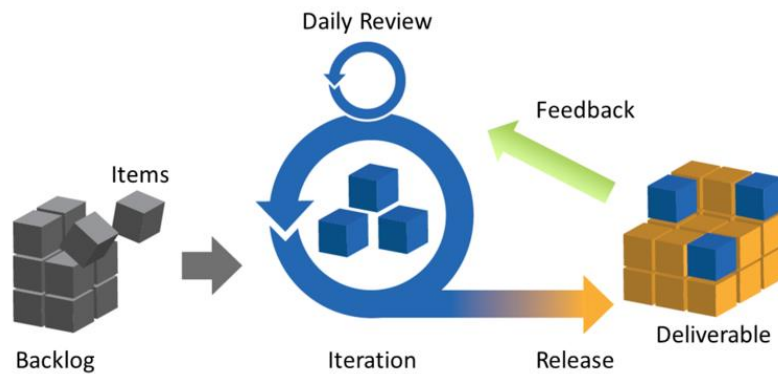 Daily Review
Feedback
Items
Backlog
Iteration
Release
Deliverable